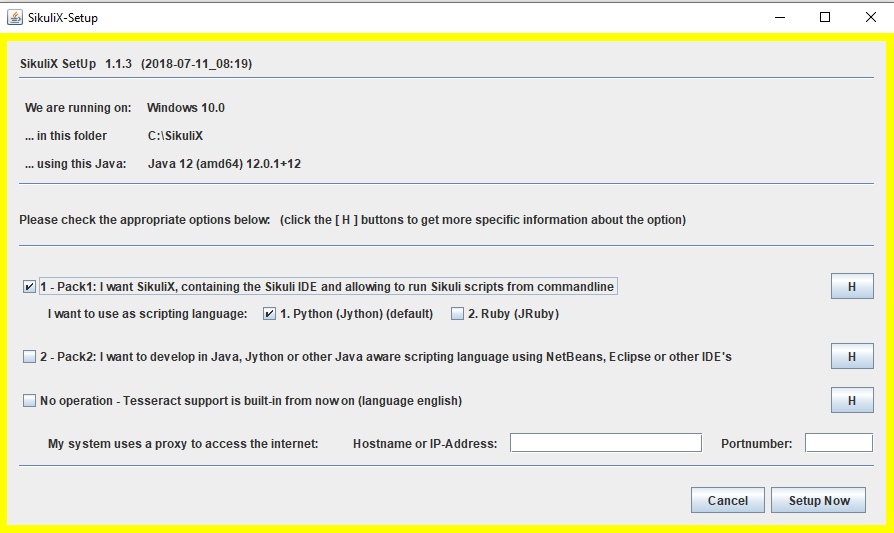 SikuliX-Setup
SikuliX SetUp 1.1.3 (2018-07-11_08:19)
We are running on: Windows 10.0
... in this folder C:\SikuliX
... using this Java: Java 12 (amd64) 12.0.1+12
Please check the appropriate options below: (click the [ H ] buttons to get more specific information about the option)
1 - Pack1: I want SikuliX, containing the Sikuli IDE and allowing to run Sikuli scripts from commandline H
I want to use as scripting language: 1. Python (Jython) (default) 2. Ruby (JRuby)
2 - Pack2: I want to develop in Java, Jython or other Java aware scripting language using NetBeans, Eclipse or other IDE's H
No operation - Tesseract support is built-in from now on (language english) H
My system uses a proxy to access the internet: Hostname or IP-Address: Portnumber:
Cancel Setup Now